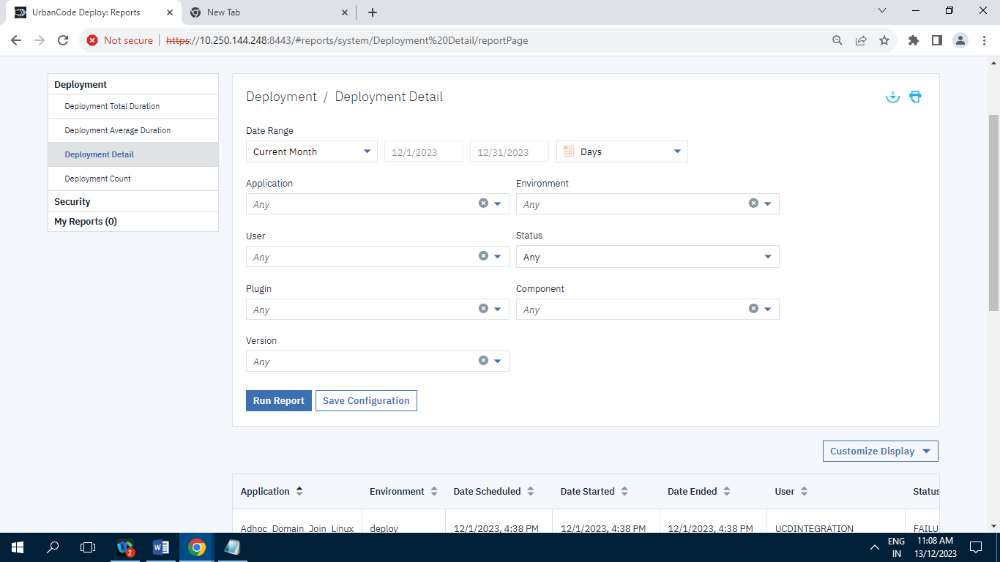 UrbanCode Deploy: Reports
New Tab
Not secure
https://10.250.144.248:8443/#reports/system/Deployment%20Detail/reportPage
Deployment
Deployment Total Duration
Deployment Average Duration
Deployment Detail
Deployment Count
Security
My Reports (0)
Deployment / Deployment Detail
Date Range
Current Month 12/1/2023 12/31/2023 Days
Application Environment
Any Any
User Status
Any Any
Plugin Component
Any Any
Version
Any
Run Report Save Configuration
Customize Display
Application Environment Date Scheduled Date Started Date Ended User Status
Adhoc_Domain_Join_Linux deploy 12/1/2023, 4:38 PM 12/1/2023, 4:38 PM 12/1/2023, 4:38 PM UCDINTEGRATION FAILU
2
ENG 11:08 AM
IN 13/12/2023